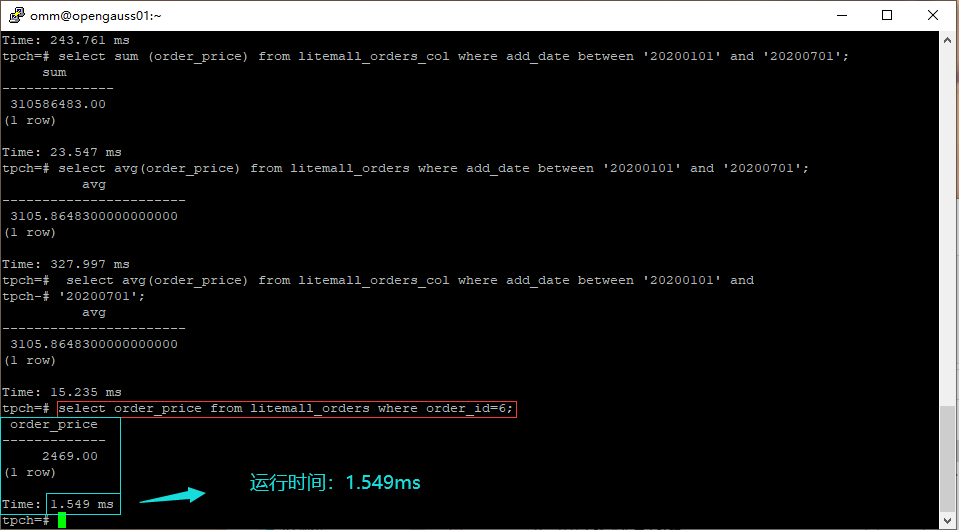 omm@opengauss01:~
Time: 243.761 ms
tpch=# select sum (order_price) from litemall_orders_col where add_date between '20200101' and '20200701';
sum
--------------
310586483.00
(1 row)
Time: 23.547 ms
tpch=# select avg(order_price) from litemall_orders where add_date between '20200101' and '20200701';
avg
-----------------------
3105.8648300000000000
(1 row)
Time: 327.997 ms
tpch=#  select avg(order_price) from litemall_orders_col where add_date between '20200101' and
tpch-# '20200701';
avg
-----------------------
3105.8648300000000000
(1 row)
Time: 15.235 ms
tpch=# select order_price from litemall_orders where order_id=6;
order_price
-------------
2469.00
(1 row)
Time: 1.549 ms
运行时间：1.549ms
tpch=#